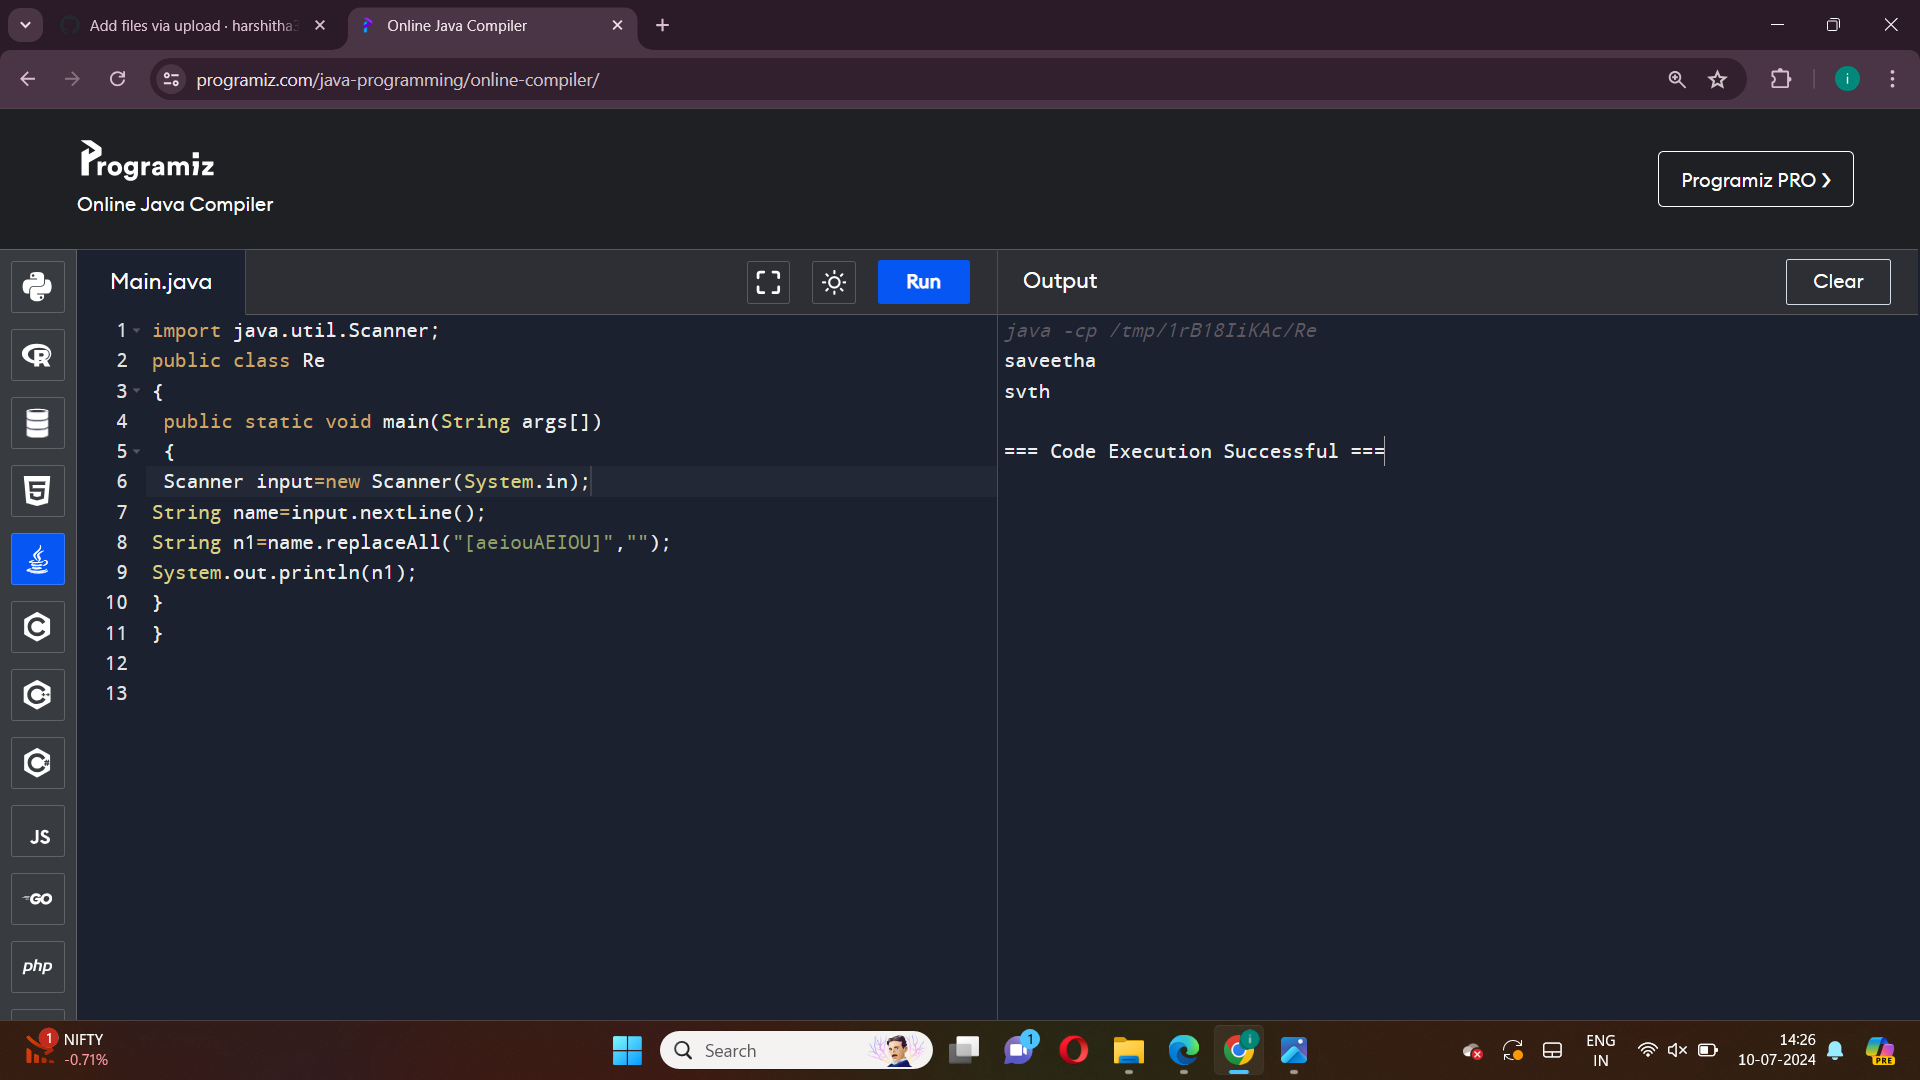 Add files via upload · harshitha3
Online Java Compiler
programiz.com/java-programming/online-compiler/
i
Programiz
Online Java Compiler
Programiz PRO ❯
Main.java
Run
Output
Clear
1 import java.util.Scanner;
2 public class Re
3 {
4 public static void main(String args[])
5 {
6 Scanner input=new Scanner(System.in);
7 String name=input.nextLine();
8 String n1=name.replaceAll("[aeiouAEIOU]","");
9 System.out.println(n1);
10 }
11 }
12
13
java -cp /tmp/1rB18IiKAc/Re
saveetha
svth
=== Code Execution Successful ===
R
5
C
C++
C#
JS
GO
php
1
NIFTY
-0.71%
Search
1
i
ENG
IN
14:26
10-07-2024
PRE